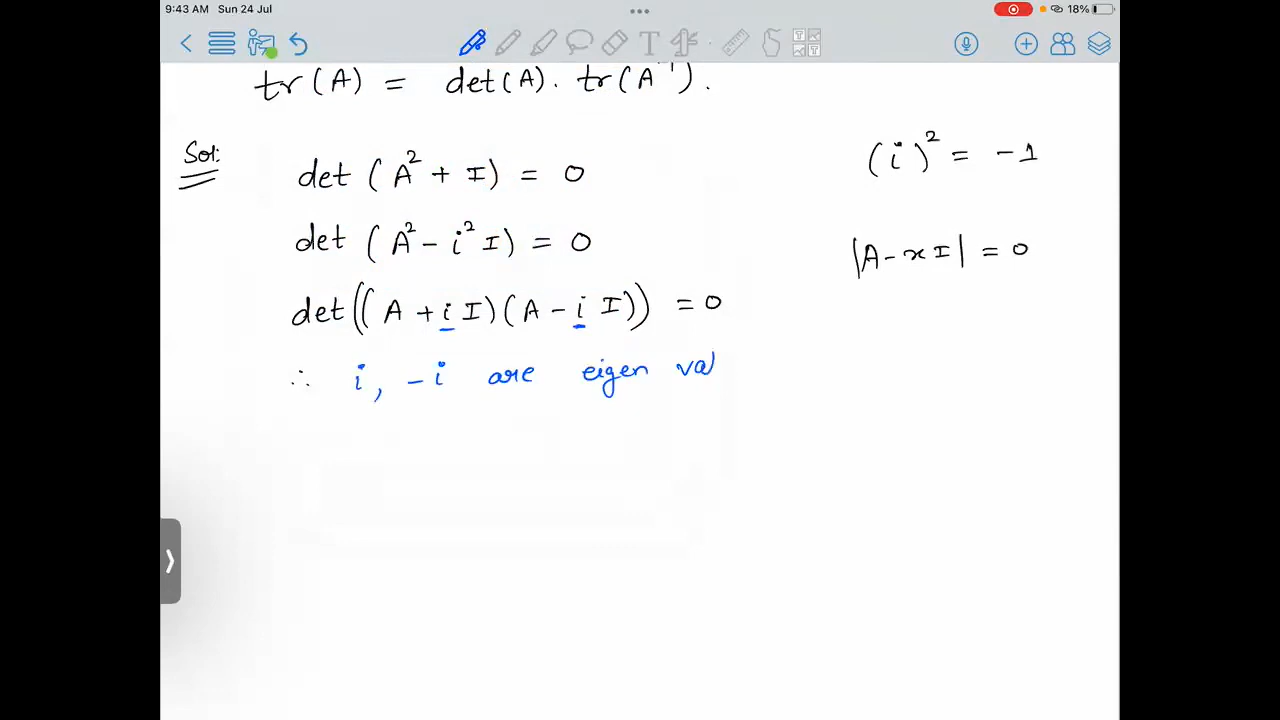 9:43 AM Sun 24 Jul
18%
tr(A) = det(A). tr(A⁻¹).
Sol:
det (A² + I) = 0
(i)² = -1
det (A² - i² I) = 0
|A - xI| = 0
det((A + i I)(A - i I)) = 0
∴ i, -i are eigen val